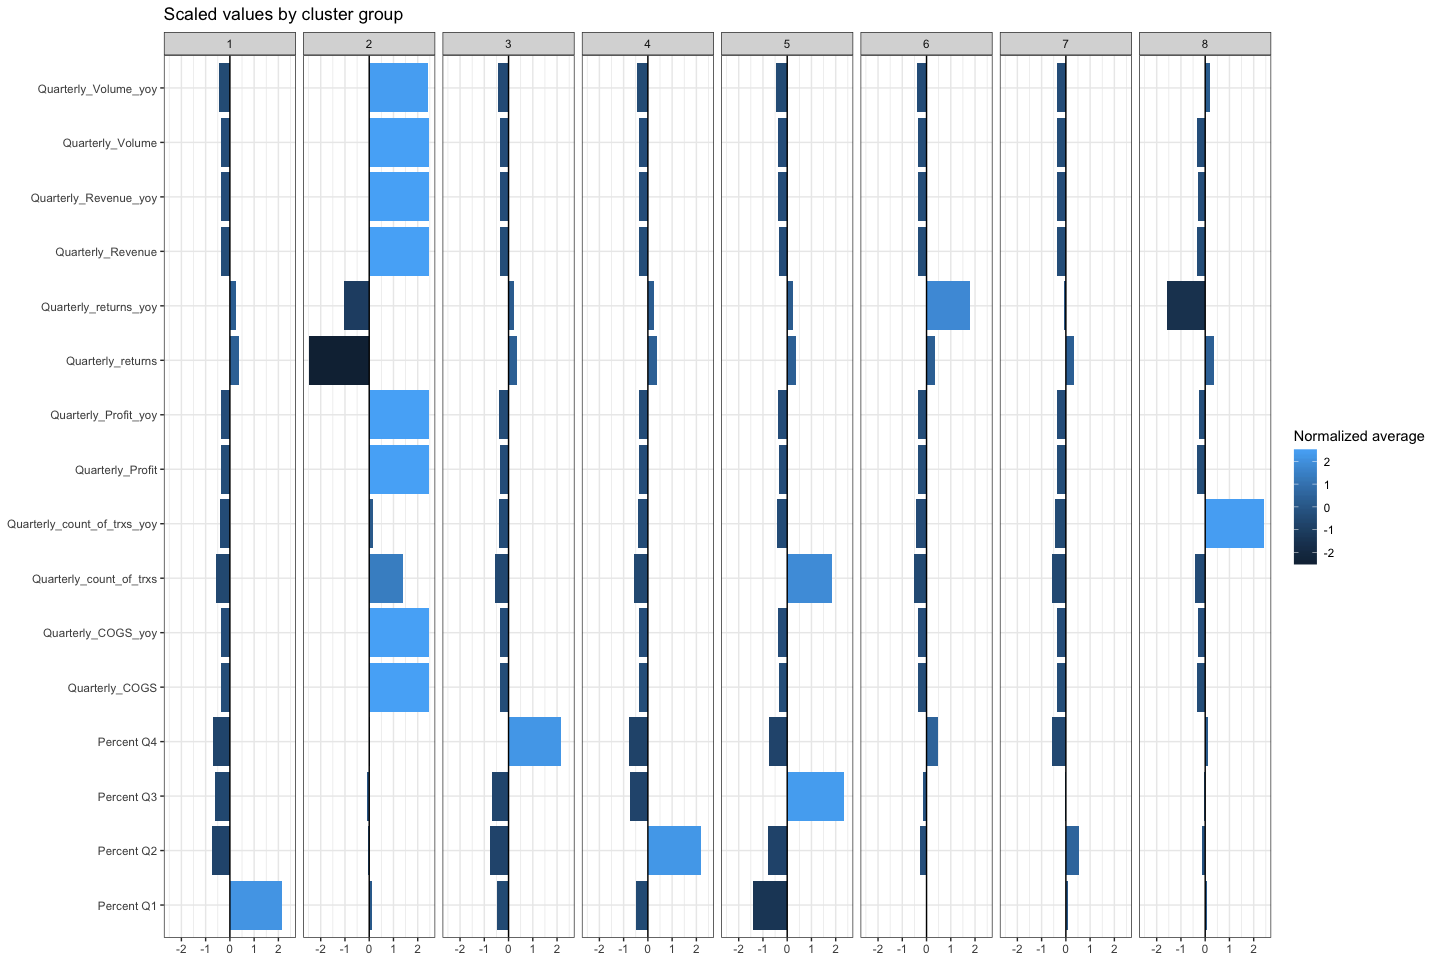 Scaled values by cluster group
1 2 3 4 5 6 7 8
Quarterly_Volume_yoy
Quarterly_Volume
Quarterly_Revenue_yoy
Quarterly_Revenue
Quarterly_returns_yoy
Quarterly_returns
Quarterly_Profit_yoy
Quarterly_Profit
Quarterly_count_of_trxs_yoy
Quarterly_count_of_trxs
Quarterly_COGS_yoy
Quarterly_COGS
Percent Q4
Percent Q3
Percent Q2
Percent Q1
-2 -1 0 1 2 -2 -1 0 1 2 -2 -1 0 1 2 -2 -1 0 1 2 -2 -1 0 1 2 -2 -1 0 1 2 -2 -1 0 1 2 -2 -1 0 1 2
Normalized average
2
1
0
-1
-2